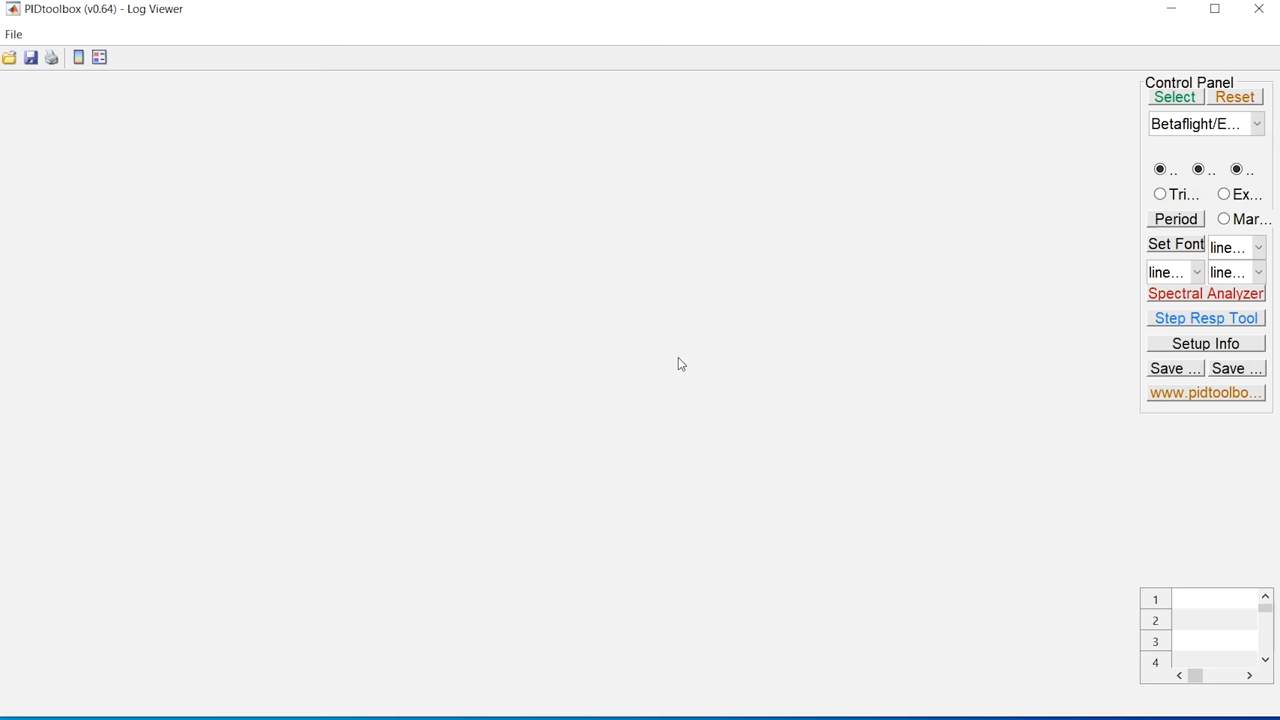 PIDtoolbox (v0.64) - Log Viewer
File
Control Panel
Select Reset
Betaflight/E...
.. .. ..
Tri... Ex...
Period Mar...
Set Font line...
line... line...
Spectral Analyzer
Step Resp Tool
Setup Info
Save ... Save ...
www.pidtoolbo...
1
2
3
4